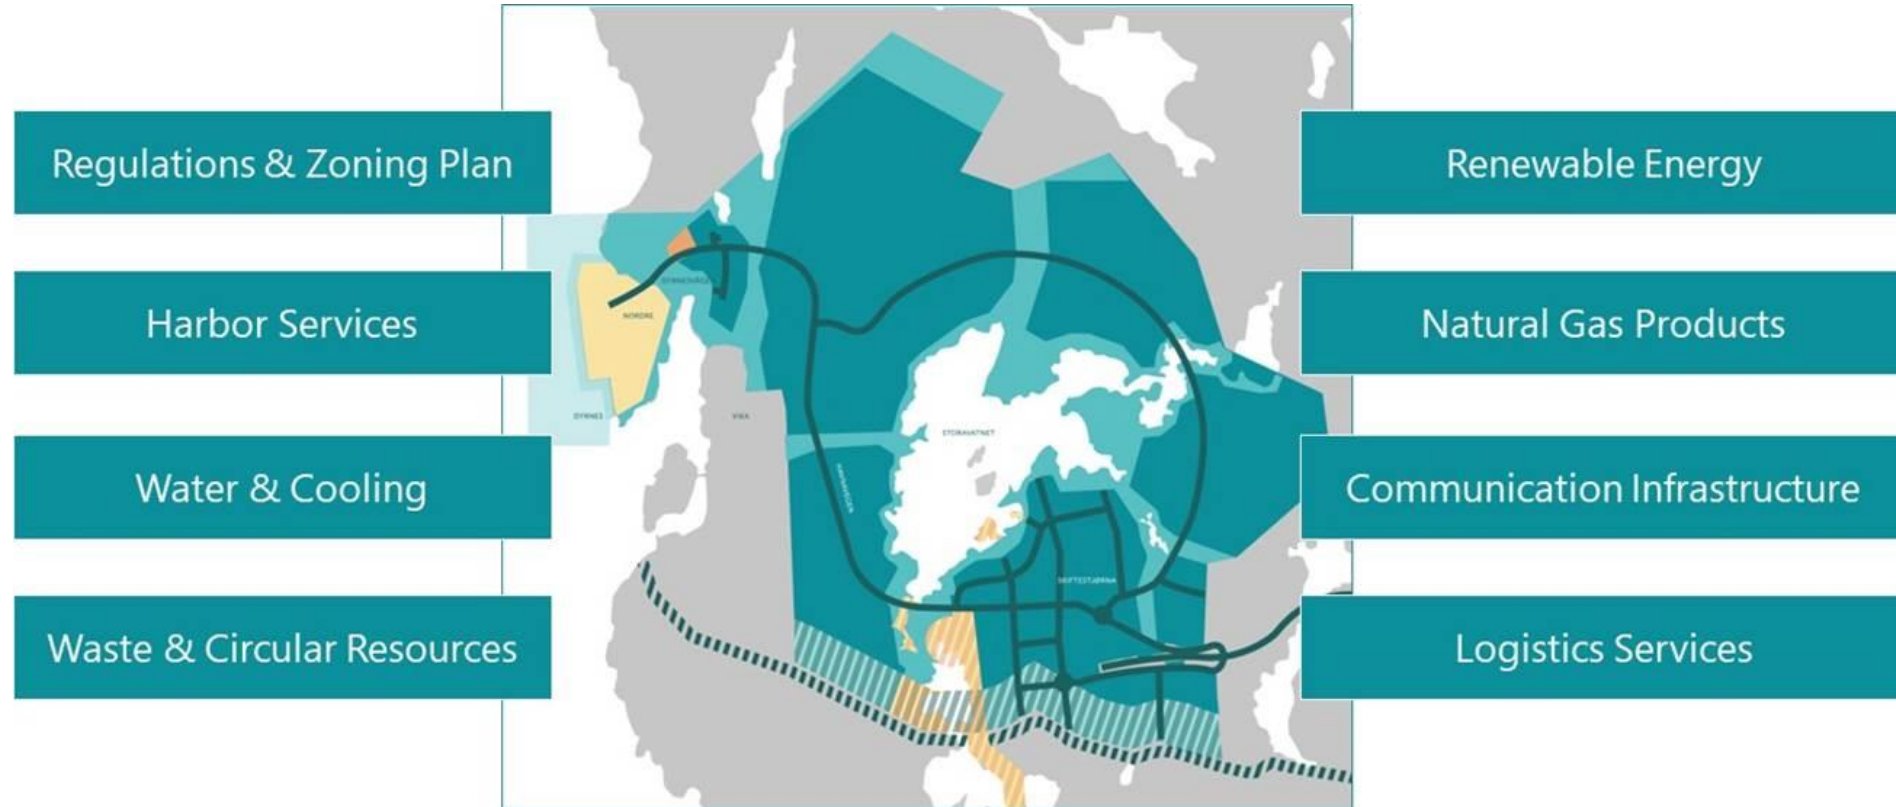 Regulations & Zoning Plan
Harbor Services
Water & Cooling
Waste & Circular Resources
NORDRE
VIKA
STORAVATNET
HAVNAVEGEN
Renewable Energy
Natural Gas Products
Communication Infrastructure
Logistics Services